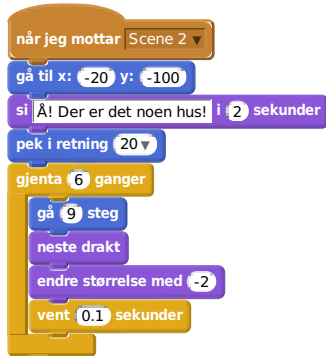 når jeg mottar Scene 2
gå til x: -20 y: -100
si Å! Der er det noen hus! i 2 sekunder
pek i retning 20
gjenta 6 ganger
gå 9 steg
neste drakt
endre størrelse med -2
vent 0.1 sekunder